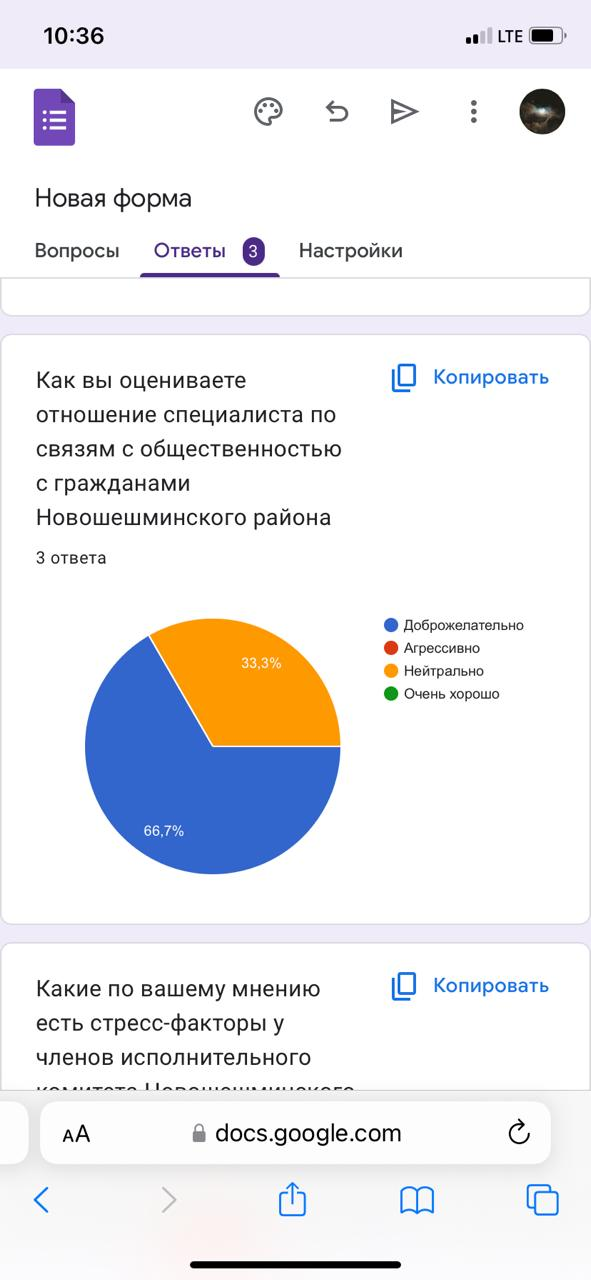 10:36
LTE
Новая форма
Вопросы Ответы 3 Настройки
Как вы оцениваете
отношение специалиста по
связям с общественностью
с гражданами
Новошешминского района
Копировать
3 ответа
33,3%
66,7%
Доброжелательно
Агрессивно
Нейтрально
Очень хорошо
Какие по вашему мнению
есть стресс-факторы у
членов исполнительного
комитета Новошешминского
Копировать
AA docs.google.com